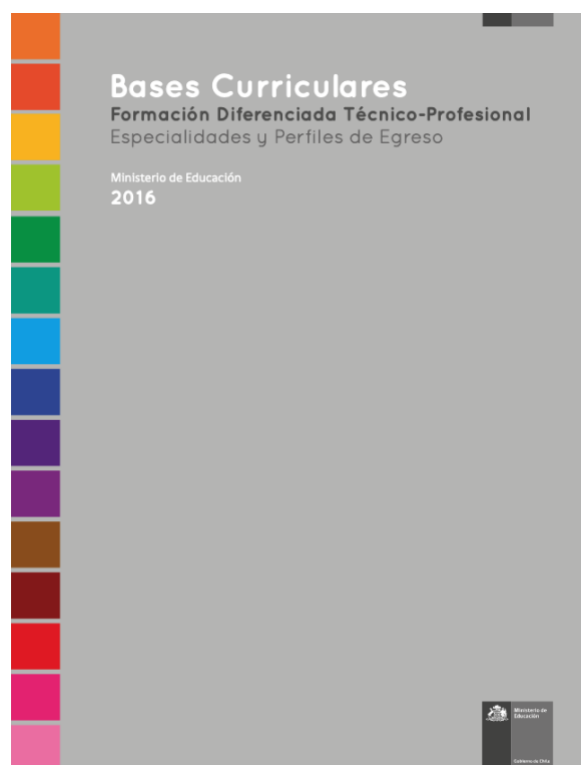 Bases Curriculares
Formación Diferenciada Técnico-Profesional
Especialidades y Perfiles de Egreso
Ministerio de Educación
2016
Ministerio de
Educación
Gobierno de Chile